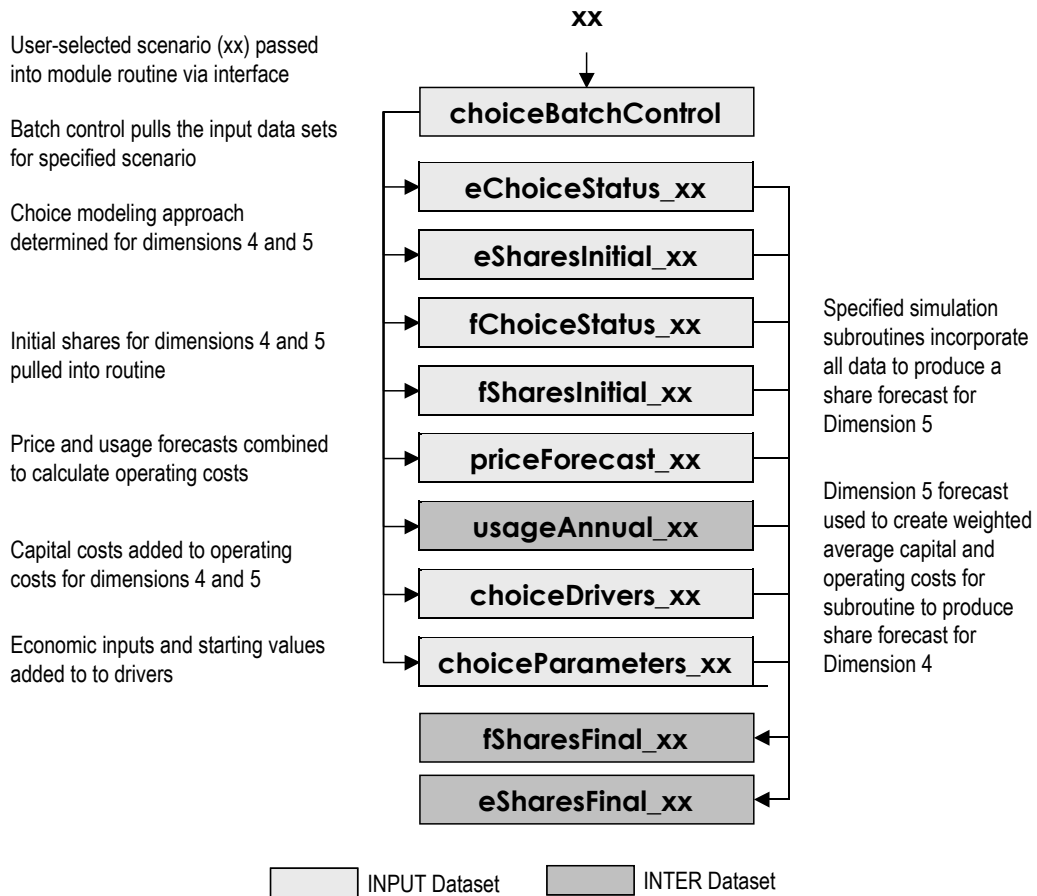 xx
User-selected scenario (xx) passed
into module routine via interface
choiceBatchControl
Batch control pulls the input data sets
for specified scenario
eChoiceStatus_xx
Choice modeling approach
determined for dimensions 4 and 5
eSharesInitial_xx
fChoiceStatus_xx
Initial shares for dimensions 4 and 5
pulled into routine
fSharesInitial_xx
Price and usage forecasts combined
to calculate operating costs
priceForecast_xx
usageAnnual_xx
Capital costs added to operating
costs for dimensions 4 and 5
choiceDrivers_xx
Economic inputs and starting values
added to to drivers
choiceParameters_xx
Specified simulation
subroutines incorporate
all data to produce a
share forecast for
Dimension 5
Dimension 5 forecast
used to create weighted
average capital and
operating costs for
subroutine to produce
share forecast for
Dimension 4
fSharesFinal_xx
eSharesFinal_xx
INPUT Dataset
INTER Dataset